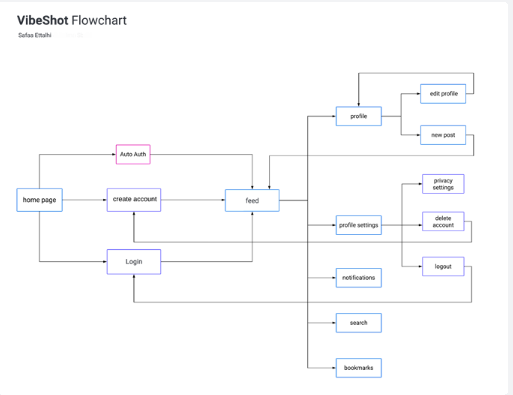 VibeShot Flowchart
Safaa Ettalhi
edit profile
profile
new post
Auto Auth
privacy
settings
home page
create account
feed
delete
account
profile settings
Login
logout
notifications
search
bookmarks